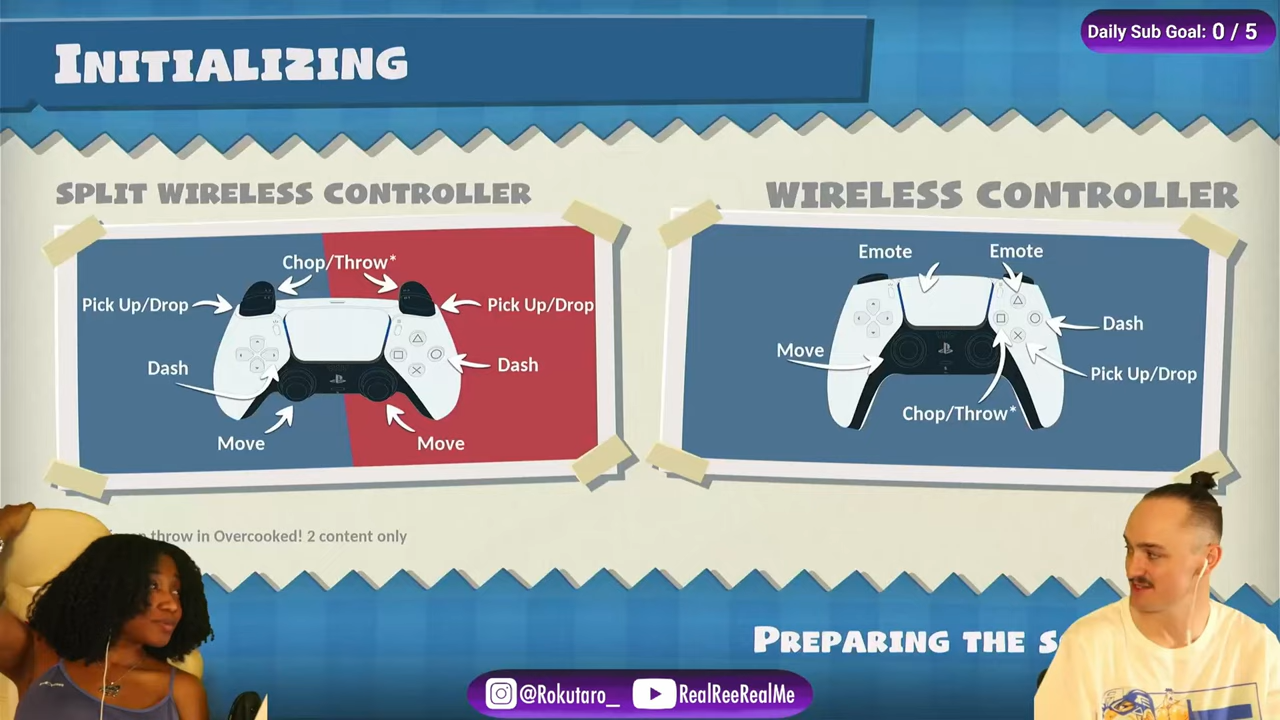 INITIALIZING
Daily Sub Goal: 0 / 5
SPLIT WIRELESS CONTROLLER
WIRELESS CONTROLLER
Chop/Throw*
Pick Up/Drop
Pick Up/Drop
Dash
Dash
Move
Move
Emote
Emote
Dash
Move
Pick Up/Drop
Chop/Throw*
throw in Overcooked! 2 content only
PREPARING THE
@Rokutaro_
RealReeRealMe